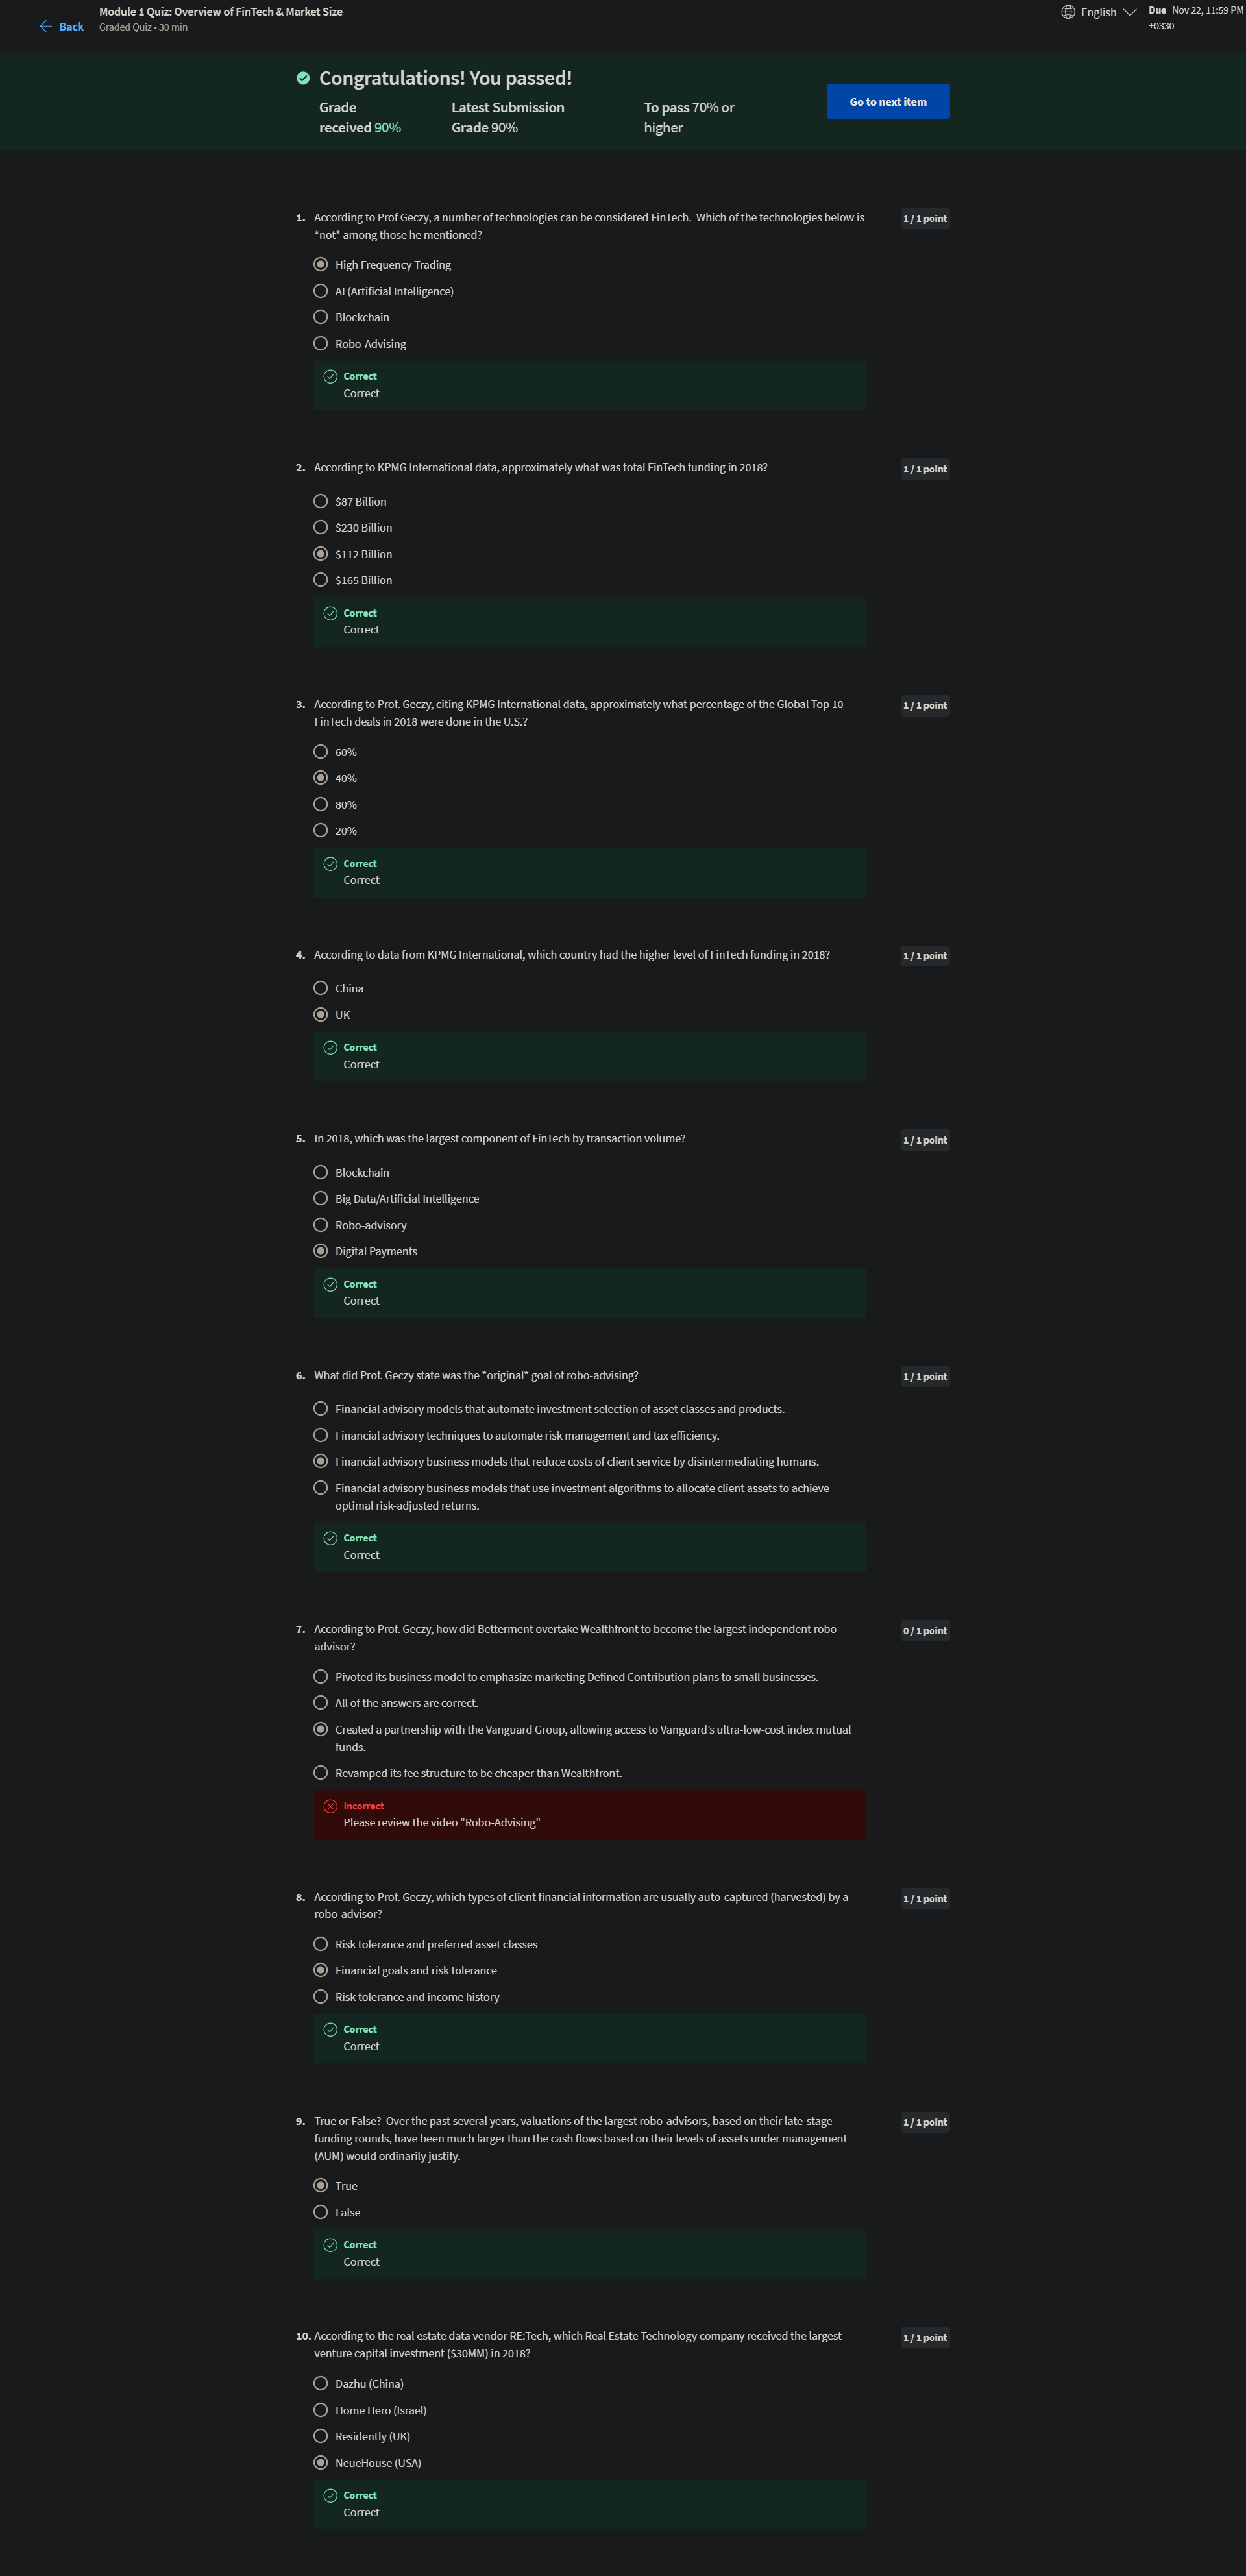 Back
Module 1 Quiz: Overview of FinTech & Market Size
Graded Quiz • 30 min
English
Due Nov 22, 11:59 PM
+0330
Congratulations! You passed!
Grade
received 90%
Latest Submission
Grade 90%
To pass 70% or
higher
Go to next item
1. According to Prof Geczy, a number of technologies can be considered FinTech. Which of the technologies below is
*not* among those he mentioned?
1 / 1 point
High Frequency Trading
AI (Artificial Intelligence)
Blockchain
Robo-Advising
Correct
Correct
2. According to KPMG International data, approximately what was total FinTech funding in 2018?
1 / 1 point
$87 Billion
$230 Billion
$112 Billion
$165 Billion
Correct
Correct
3. According to Prof. Geczy, citing KPMG International data, approximately what percentage of the Global Top 10
FinTech deals in 2018 were done in the U.S.?
1 / 1 point
60%
40%
80%
20%
Correct
Correct
4. According to data from KPMG International, which country had the higher level of FinTech funding in 2018?
1 / 1 point
China
UK
Correct
Correct
5. In 2018, which was the largest component of FinTech by transaction volume?
1 / 1 point
Blockchain
Big Data/Artificial Intelligence
Robo-advisory
Digital Payments
Correct
Correct
6. What did Prof. Geczy state was the *original* goal of robo-advising?
1 / 1 point
Financial advisory models that automate investment selection of asset classes and products.
Financial advisory techniques to automate risk management and tax efficiency.
Financial advisory business models that reduce costs of client service by disintermediating humans.
Financial advisory business models that use investment algorithms to allocate client assets to achieve
optimal risk-adjusted returns.
Correct
Correct
7. According to Prof. Geczy, how did Betterment overtake Wealthfront to become the largest independent robo-
advisor?
0 / 1 point
Pivoted its business model to emphasize marketing Defined Contribution plans to small businesses.
All of the answers are correct.
Created a partnership with the Vanguard Group, allowing access to Vanguard’s ultra-low-cost index mutual
funds.
Revamped its fee structure to be cheaper than Wealthfront.
Incorrect
Please review the video "Robo-Advising"
8. According to Prof. Geczy, which types of client financial information are usually auto-captured (harvested) by a
robo-advisor?
1 / 1 point
Risk tolerance and preferred asset classes
Financial goals and risk tolerance
Risk tolerance and income history
Correct
Correct
9. True or False? Over the past several years, valuations of the largest robo-advisors, based on their late-stage
funding rounds, have been much larger than the cash flows based on their levels of assets under management
(AUM) would ordinarily justify.
1 / 1 point
True
False
Correct
Correct
10. According to the real estate data vendor RE:Tech, which Real Estate Technology company received the largest
venture capital investment ($30MM) in 2018?
1 / 1 point
Dazhu (China)
Home Hero (Israel)
Residently (UK)
NeueHouse (USA)
Correct
Correct